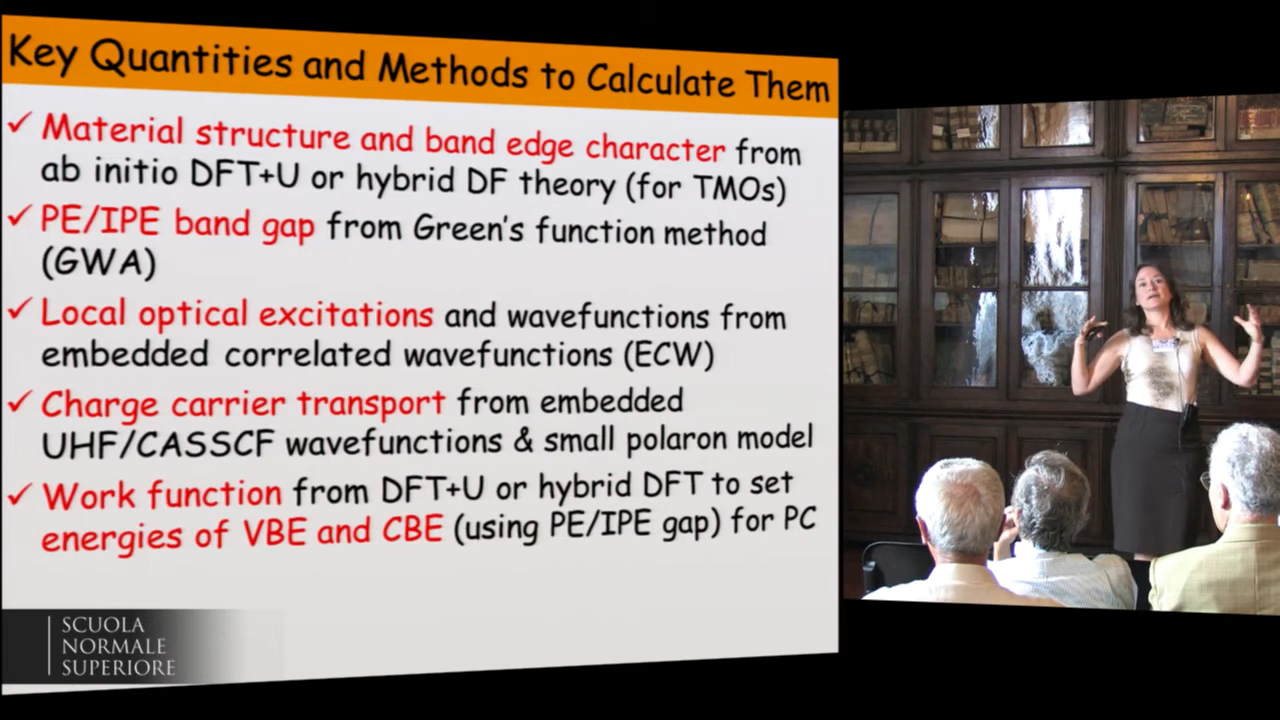 Key Quantities and Methods to Calculate Them
✓ Material structure and band edge character from
ab initio DFT+U or hybrid DF theory (for TMOs)
✓ PE/IPE band gap from Green's function method
(GWA)
✓ Local optical excitations and wavefunctions from
embedded correlated wavefunctions (ECW)
✓ Charge carrier transport from embedded
UHF/CASSCF wavefunctions & small polaron model
✓ Work function from DFT+U or hybrid DFT to set
energies of VBE and CBE (using PE/IPE gap) for PC
SCUOLA
NORMALE
SUPERIORE